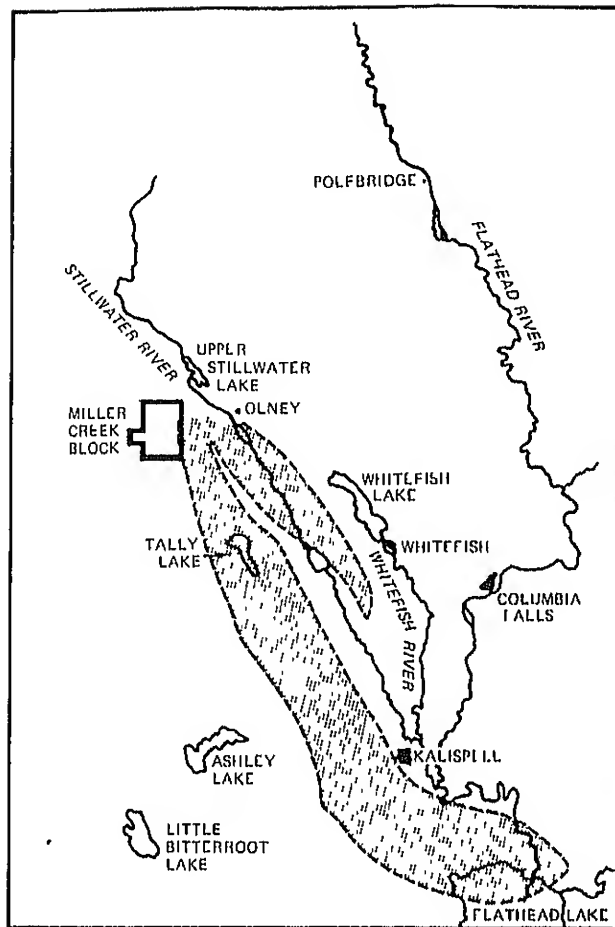 POLEBRIDGE
FLATHEAD RIVER
STILLWATER RIVER
UPPER
STILLWATER
LAKE
OLNEY
MILLER
CREEK
BLOCK
WHITEFISH
LAKE
WHITEFISH
TALLY
LAKE
WHITEFISH RIVER
COLUMBIA
FALLS
KALISPELL
ASHLEY
LAKE
LITTLE
BITTERROOT
LAKE
FLATHEAD LAKE